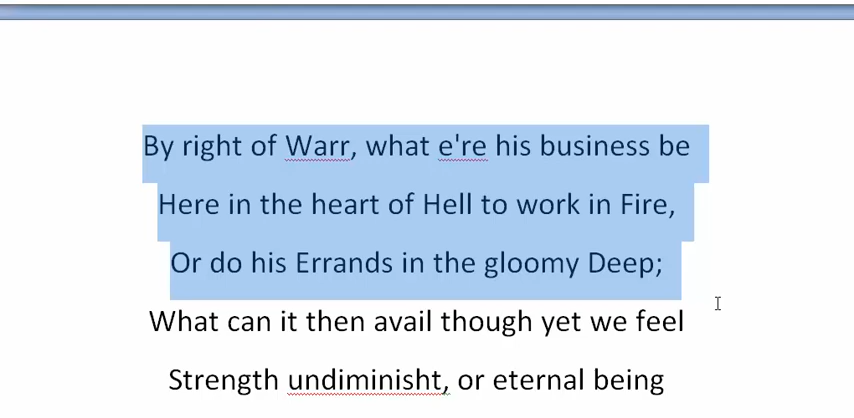 By right of Warr, what e're his business be
Here in the heart of Hell to work in Fire,
Or do his Errands in the gloomy Deep;
What can it then avail though yet we feel
Strength undiminisht, or eternal being